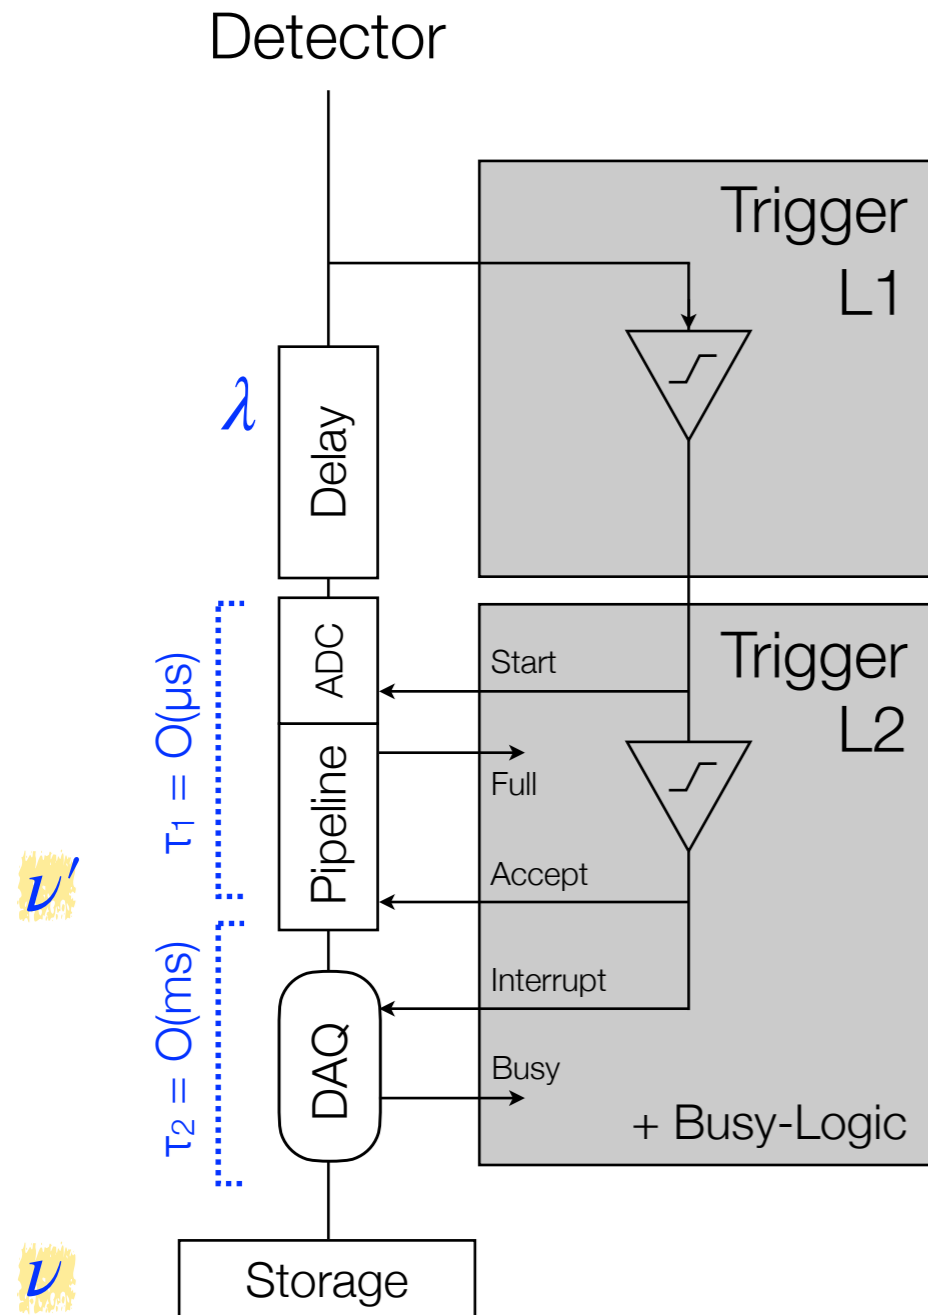 Detector
Trigger
L1
λ
Delay
ADC
Start
Trigger
L2
τ₁ = O(μs)
Pipeline
Full
Accept
ν′
Interrupt
τ₂ = O(ms)
DAQ
Busy
+ Busy-Logic
ν
Storage